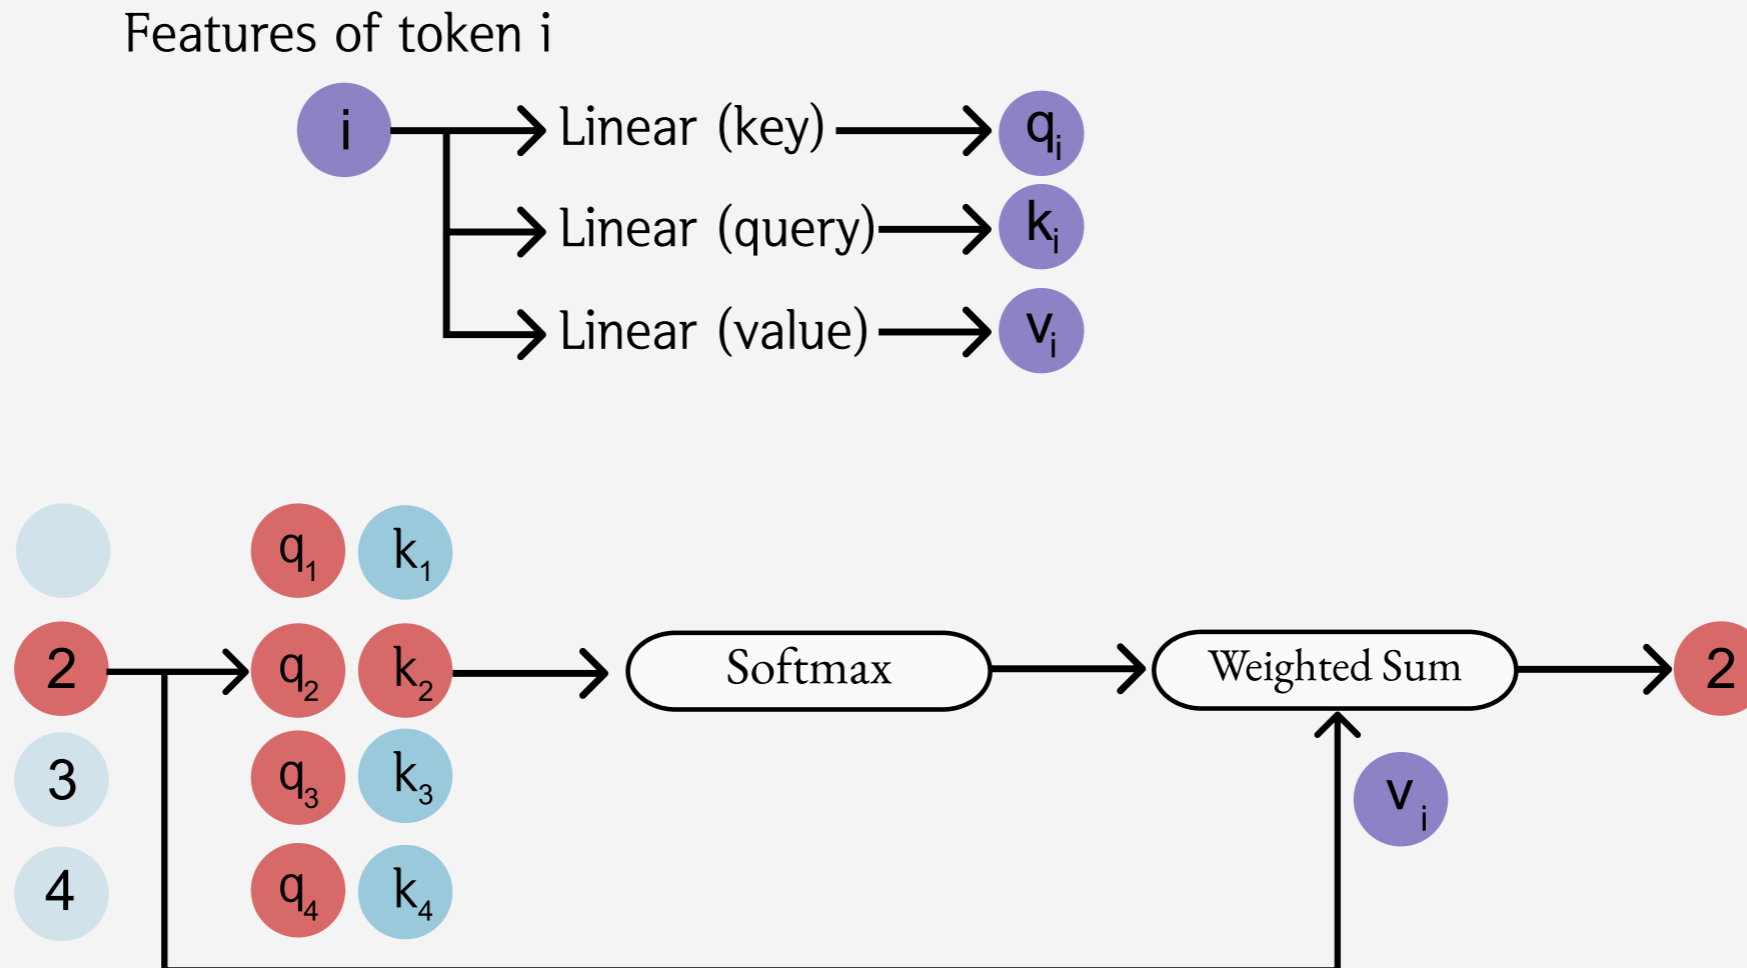 Features of token i
i Linear (key) qi
Linear (query) ki
Linear (value) vi
q1 k1
2 q2 k2 Softmax Weighted Sum 2
3 q3 k3 vi
4 q4 k4